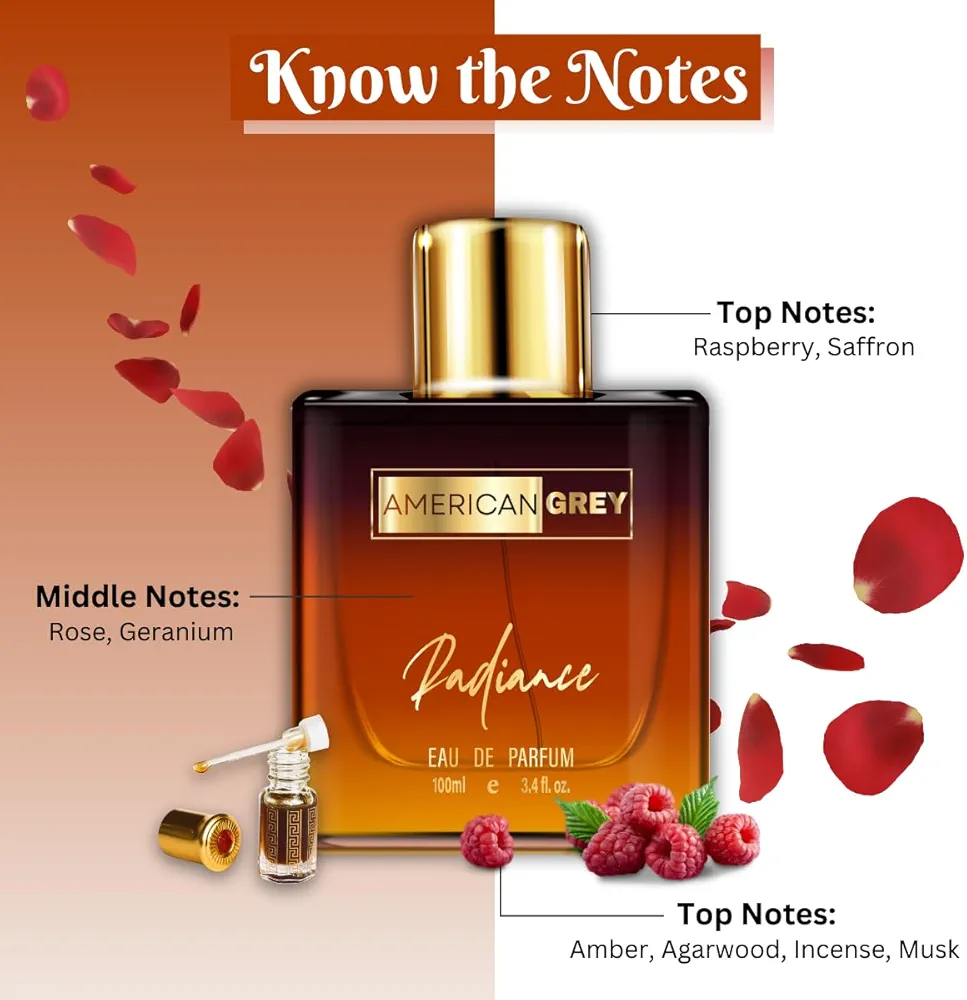 Know the Notes
Top Notes:
Raspberry, Saffron
AMERICAN GREY
Middle Notes:
Rose, Geranium
Radiance
EAU DE PARFUM
100ml e 3.4 fl. oz.
Top Notes:
Amber, Agarwood, Incense, Musk